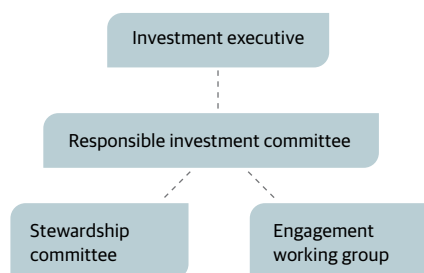 Investment executive
Responsible investment committee
Stewardship
committee
Engagement
working group